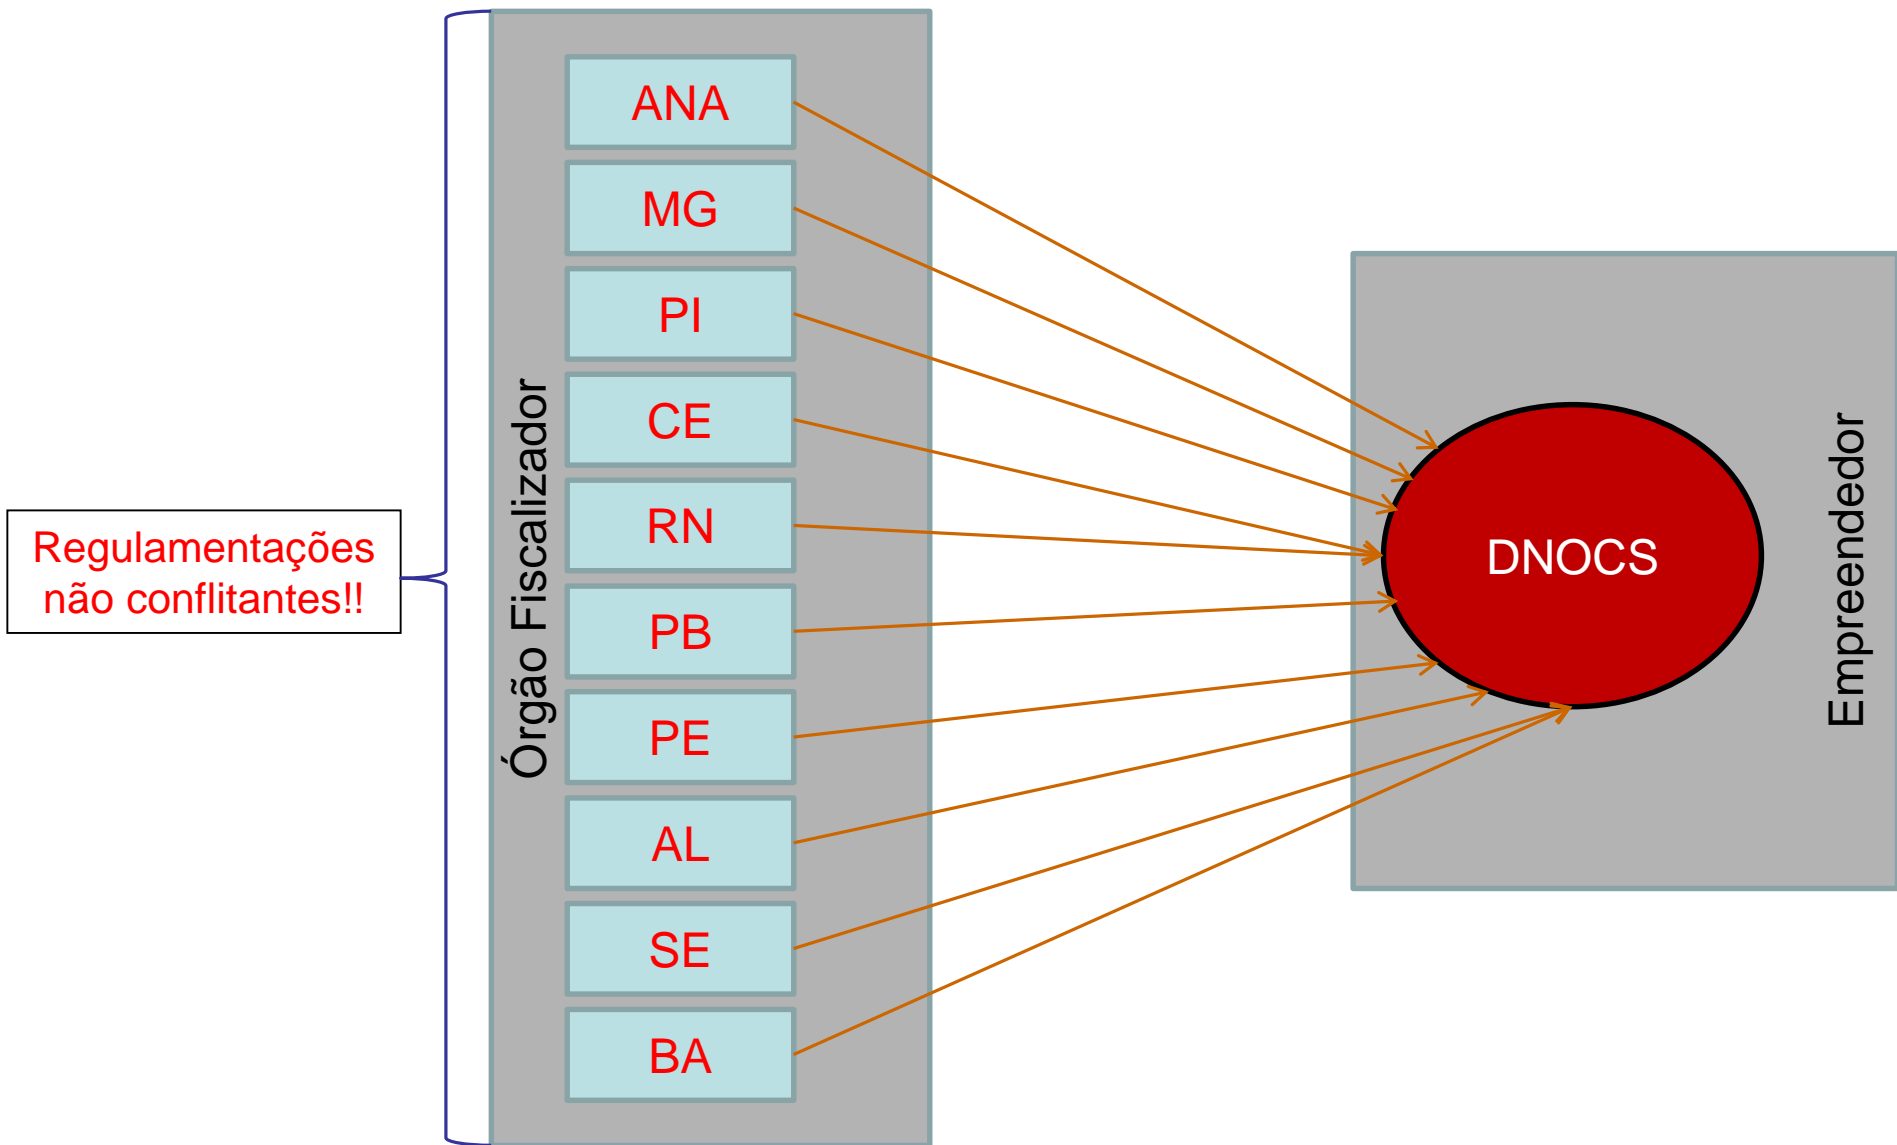 Regulamentações
não conflitantes!!
Órgão Fiscalizador
ANA
MG
PI
CE
RN
PB
PE
AL
SE
BA
DNOCS
Empreendedor